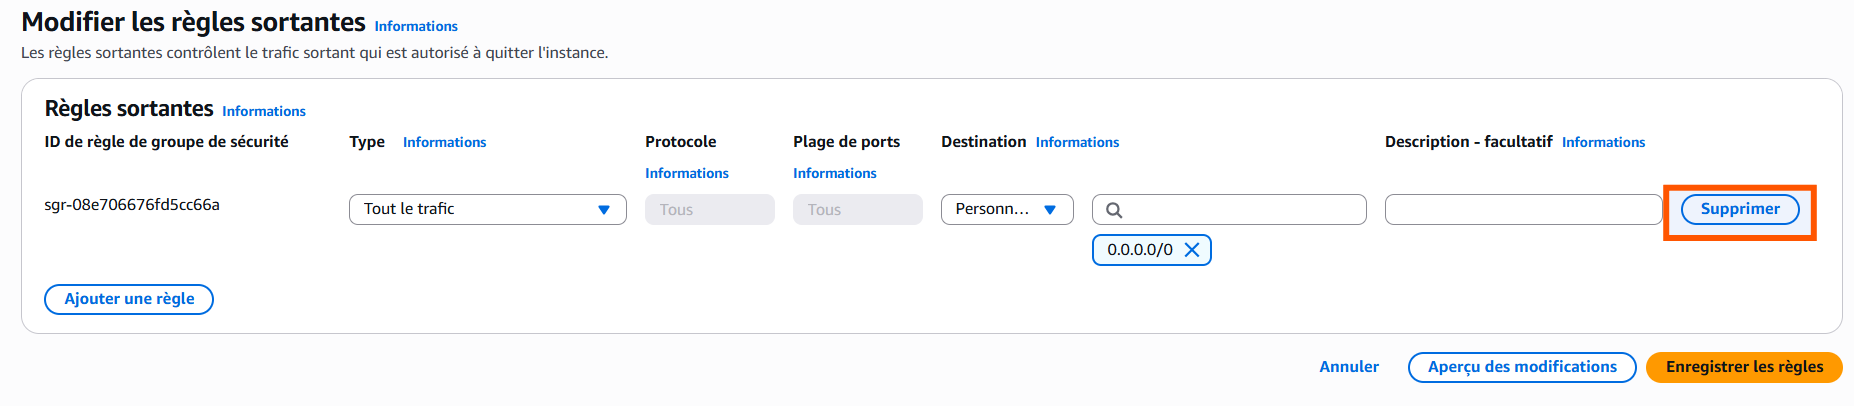 Modifier les règles sortantes Informations
Les règles sortantes contrôlent le trafic sortant qui est autorisé à quitter l'instance.
Règles sortantes Informations
ID de règle de groupe de sécurité Type Informations Protocole Plage de ports Destination Informations Description - facultatif Informations
Informations Informations
sgr-08e706676fd5cc66a Tout le trafic Tous Tous Personn... Supprimer
0.0.0.0/0
Ajouter une règle
Annuler Aperçu des modifications Enregistrer les règles